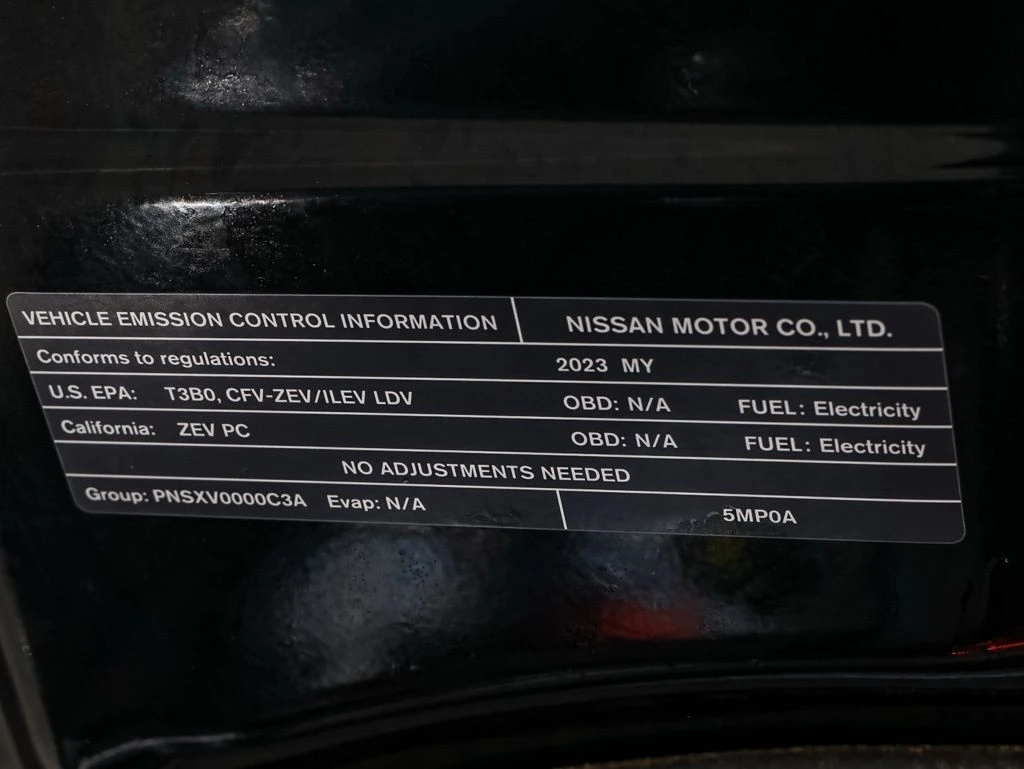 VEHICLE EMISSION CONTROL INFORMATION NISSAN MOTOR CO., LTD.
Conforms to regulations: 2023 MY
U.S. EPA: T3B0, CFV-ZEV/ILEV LDV OBD: N/A FUEL: Electricity
California: ZEV PC OBD: N/A FUEL: Electricity
NO ADJUSTMENTS NEEDED
Group: PNSXV0000C3A Evap: N/A 5MP0A